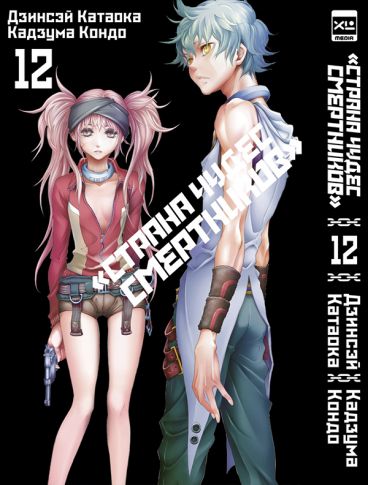 Дзинсэй Катаока
Кадзума Кондо
12
«СТРАНА ЧУДЕС
СМЕРТНИКОВ»
XL
MEDIA
«СТРАНА ЧУДЕС
СМЕРТНИКОВ»
12
Дзинсэй Кадзума
Катаока Кондо